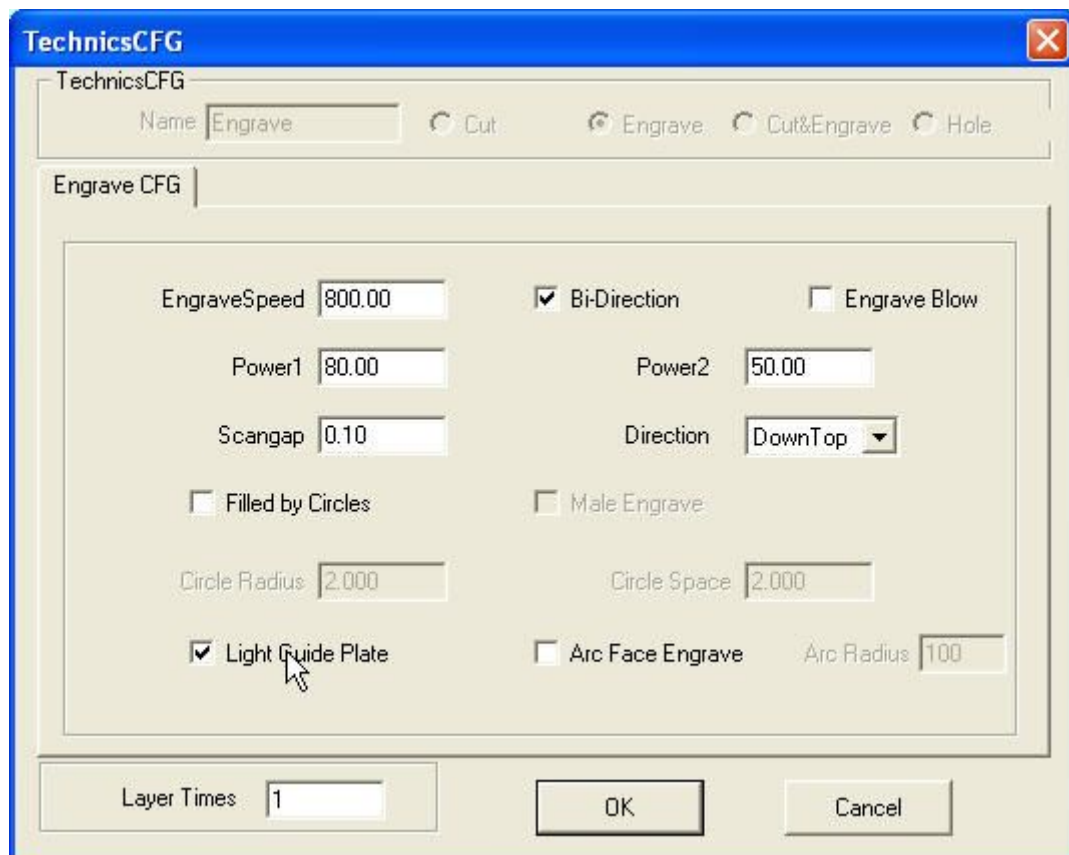 TechnicsCFG
TechnicsCFG
Name Engrave Cut Engrave Cut&Engrave Hole
Engrave CFG
EngraveSpeed 800.00 Bi-Direction Engrave Blow
Power1 80.00 Power2 50.00
Scangap 0.10 Direction DownTop
Filled by Circles Male Engrave
Circle Radius 2.000 Circle Space 2.000
Light Guide Plate Arc Face Engrave Arc Radius 100
Layer Times 1 OK Cancel